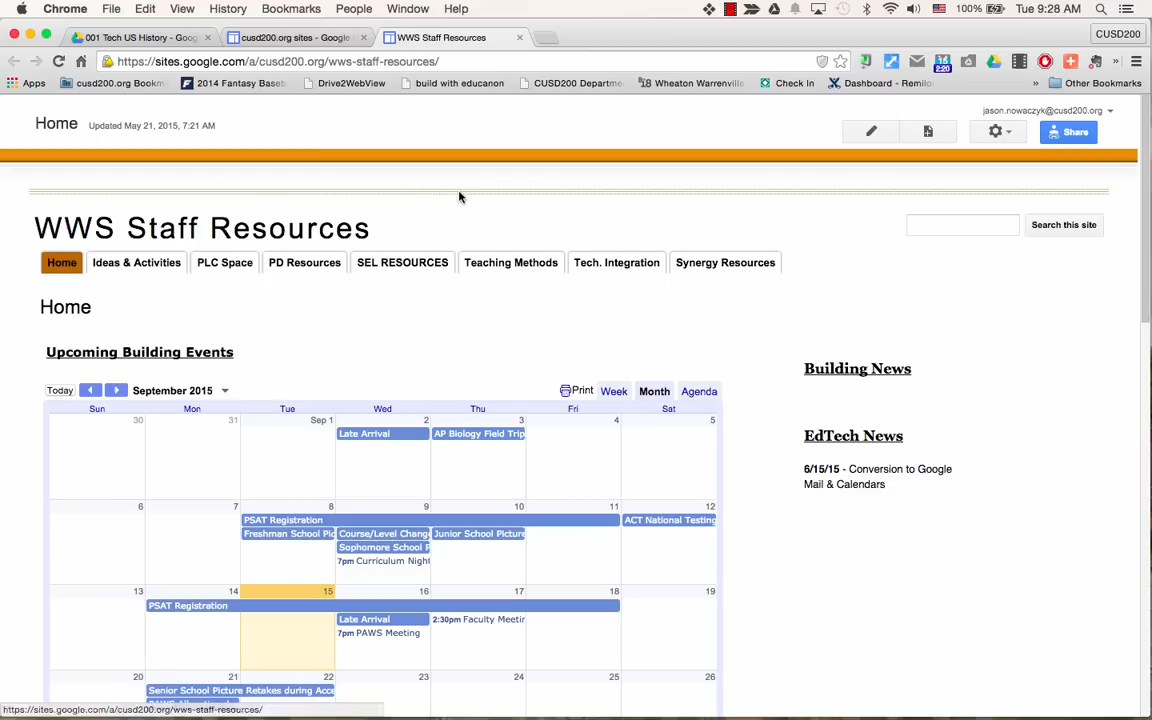 Chrome File Edit View History Bookmarks People Window Help 100% Tue 9:28 AM
001 Tech US History - Goog × cusd200.org sites - Google × WWS Staff Resources × CUSD200
https://sites.google.com/a/cusd200.org/wws-staff-resources/
Apps cusd200.org Bookm 2014 Fantasy Baseb Drive2WebView build with educanon CUSD200 Departme Wheaton Warrenville Check In Dashboard - Remilo » Other Bookmarks
jason.nowaczyk@cusd200.org
Home Updated May 21, 2015, 7:21 AM Share
WWS Staff Resources
Search this site
Home Ideas & Activities PLC Space PD Resources SEL RESOURCES Teaching Methods Tech. Integration Synergy Resources
Home
Upcoming Building Events
Building News
Today September 2015 Print Week Month Agenda
Sun Mon Tue Wed Thu Fri Sat
30 31 Sep 1 2 3 4 5
Late Arrival AP Biology Field Trip
EdTech News
6/15/15 - Conversion to Google
Mail & Calendars
6 7 8 9 10 11 12
PSAT Registration ACT National Testing
Freshman School Pic Course/Level Change Junior School Picture
Sophomore School P
7pm Curriculum Night
13 14 15 16 17 18 19
PSAT Registration
Late Arrival 2:30pm Faculty Meetin
7pm PAWS Meeting
20 21 22 23 24 25 26
Senior School Picture Retakes during Acce
https://sites.google.com/a/cusd200.org/wws-staff-resources/